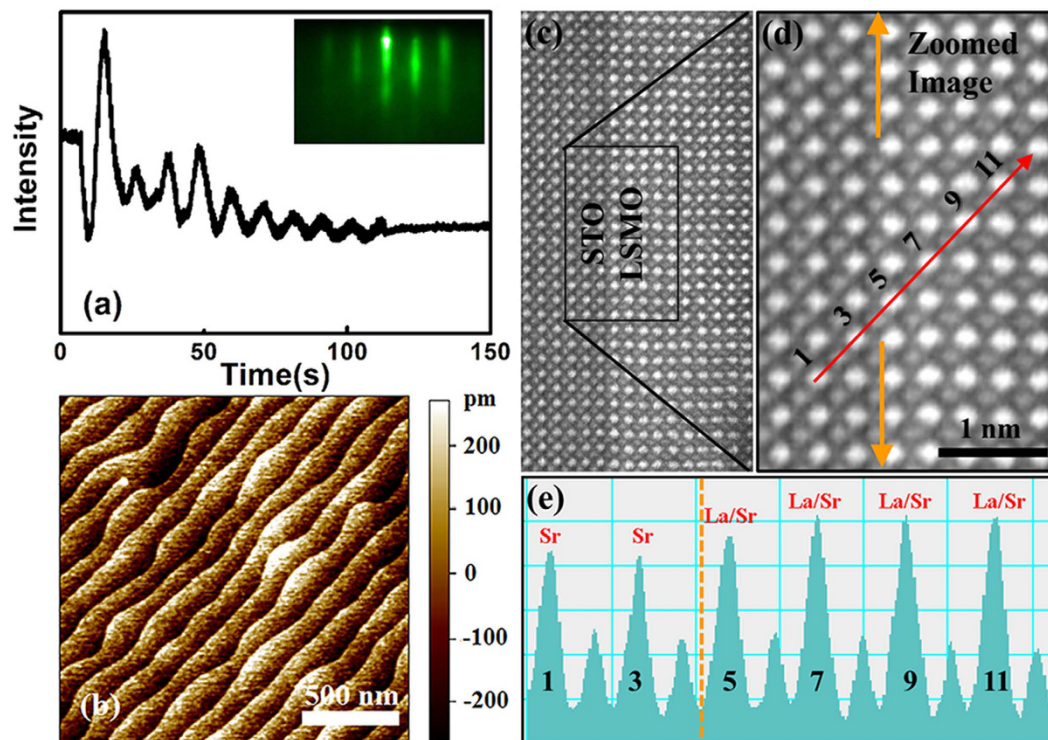 Intensity
(a)
0 50 100 150
Time(s)
pm
200
100
0
-100
-200
(b)
500 nm
(c)
STO
LSMO
(d)
Zoomed
Image
1 3 5 7 9 11
1 nm
(e)
Sr Sr La/Sr La/Sr La/Sr La/Sr
1 3 5 7 9 11